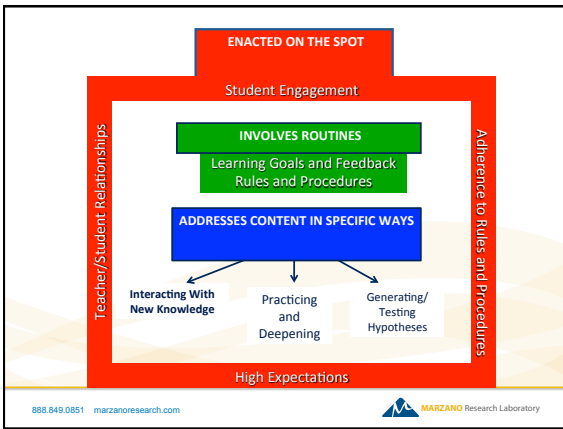 ENACTED ON THE SPOT
Student Engagement
Teacher/Student Relationships
INVOLVES ROUTINES
Learning Goals and Feedback
Rules and Procedures
ADDRESSES CONTENT IN SPECIFIC WAYS
Interacting With
New Knowledge
Practicing
and
Deepening
Generating/
Testing
Hypotheses
Adherence to Rules and Procedures
High Expectations
888.849.0851 marzanoresearch.com
MARZANO Research Laboratory